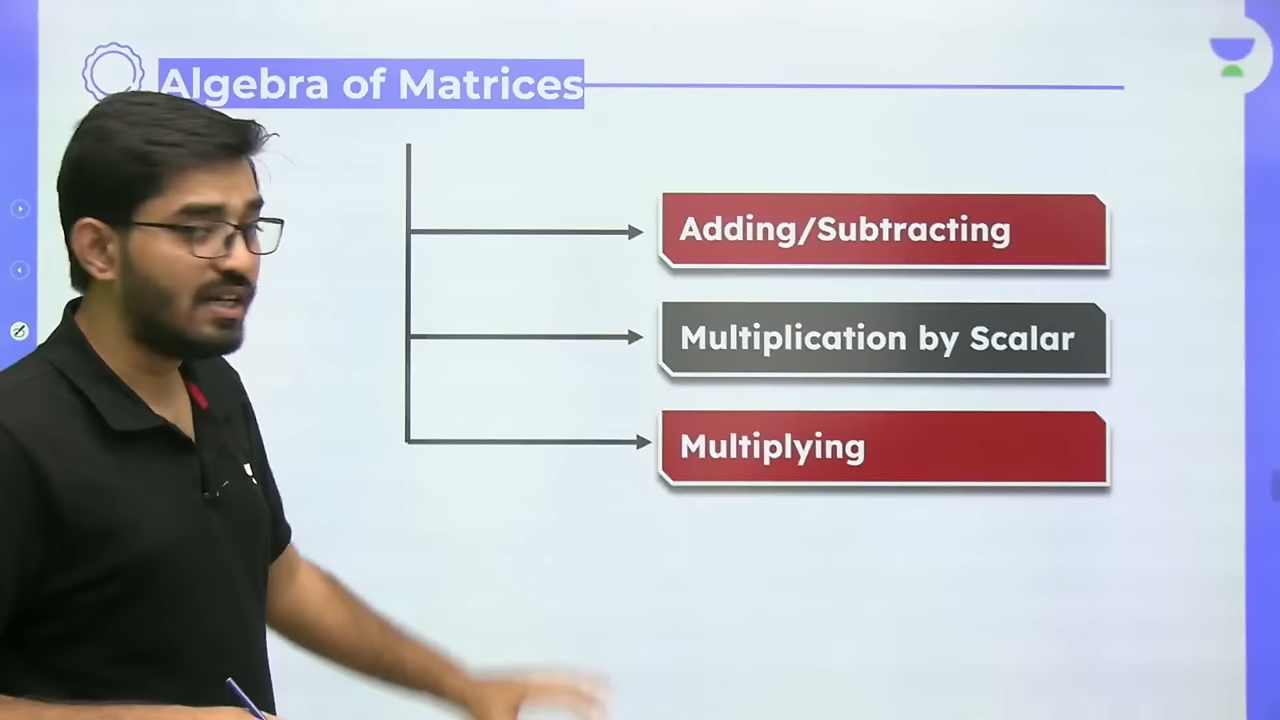 Algebra of Matrices
Adding/Subtracting
Multiplication by Scalar
Multiplying